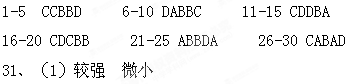 1-5 CCBBD 6-10 DABBC 11-15 CDDBA
16-20 CDCBB 21-25 ABBDA 26-30 CABAD
31、（1）较强 微小